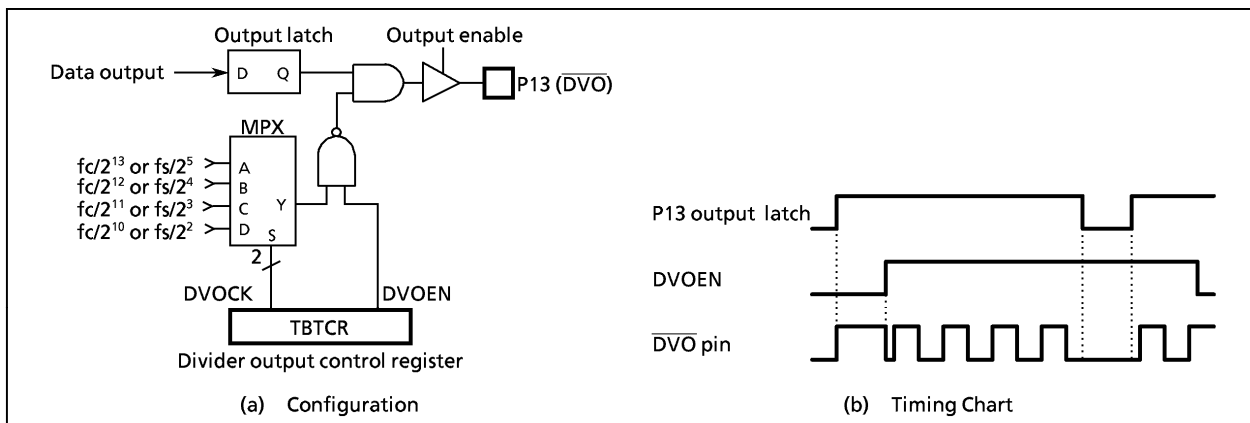 Output latch
Output enable
Data output
D Q
P13 (D̅V̅O̅)
MPX
fc/2¹³ or fs/2⁵
A
fc/2¹² or fs/2⁴
B
fc/2¹¹ or fs/2³
C
Y
fc/2¹⁰ or fs/2²
D
S
2
DVOCK
DVOEN
TBTCR
Divider output control register
(a) Configuration
P13 output latch
DVOEN
D̅V̅O̅ pin
(b) Timing Chart